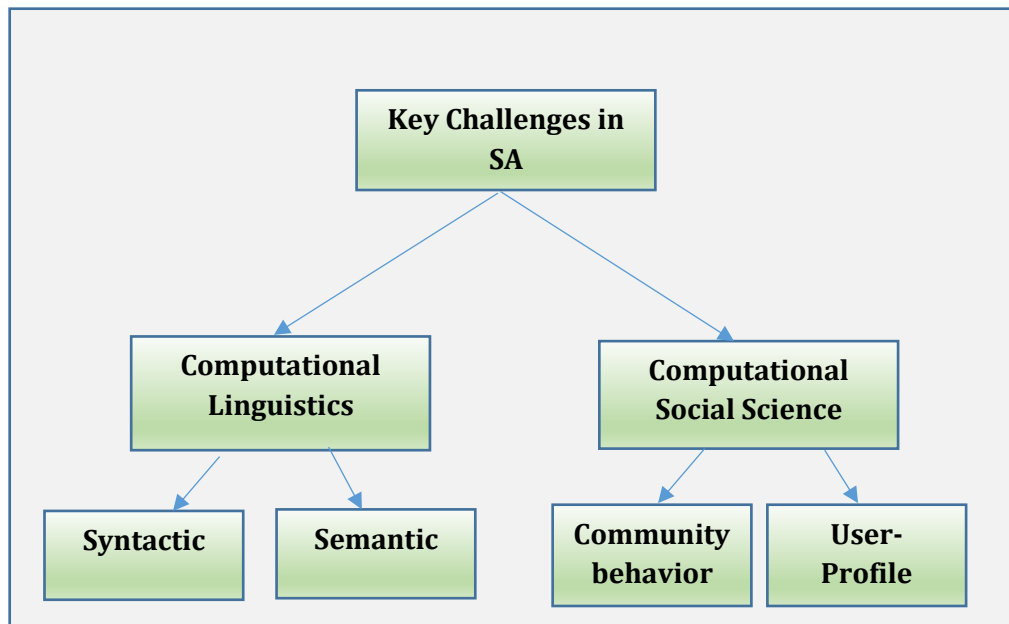 Key Challenges in
SA
Computational
Linguistics
Computational
Social Science
Syntactic
Semantic
Community
behavior
User-
Profile